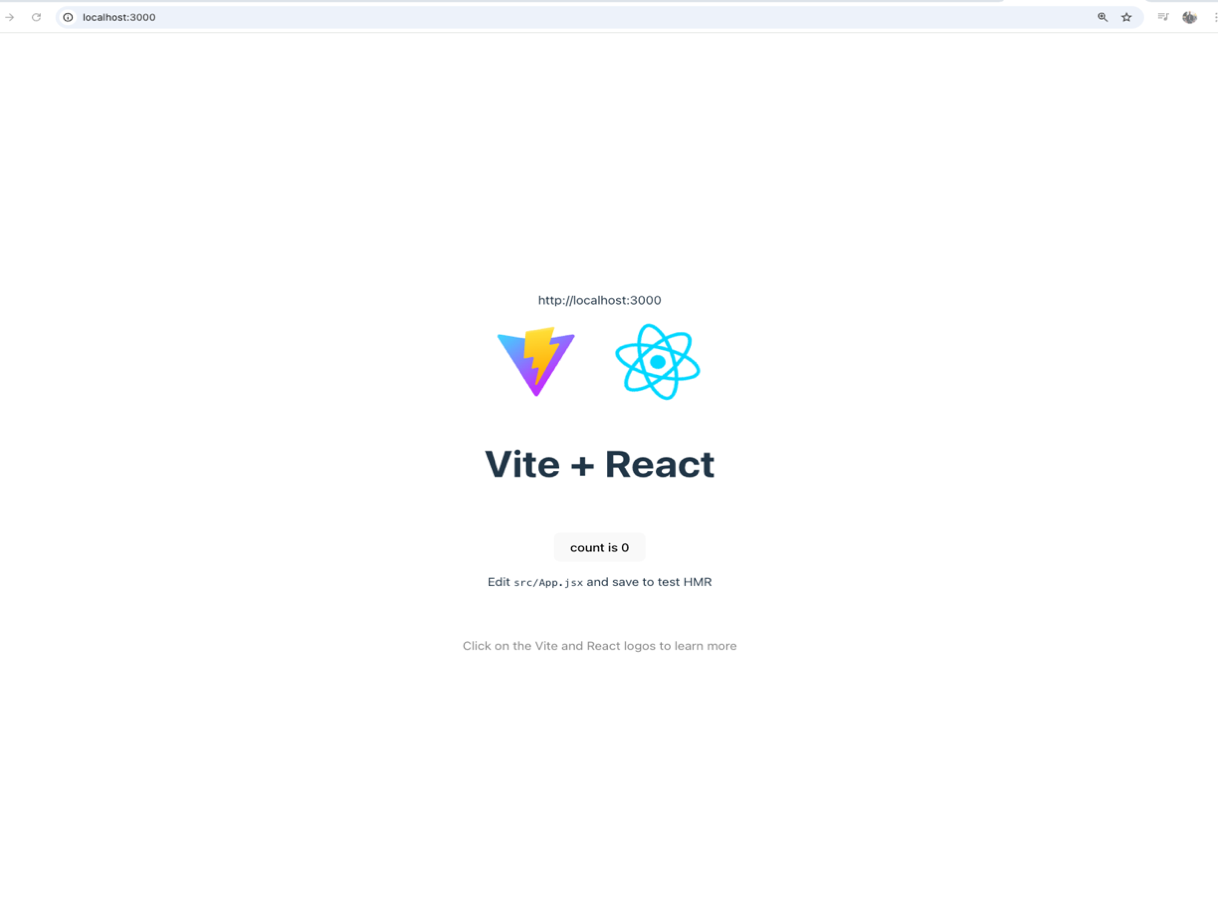 localhost:3000
http://localhost:3000
Vite + React
count is 0
Edit src/App.jsx and save to test HMR
Click on the Vite and React logos to learn more